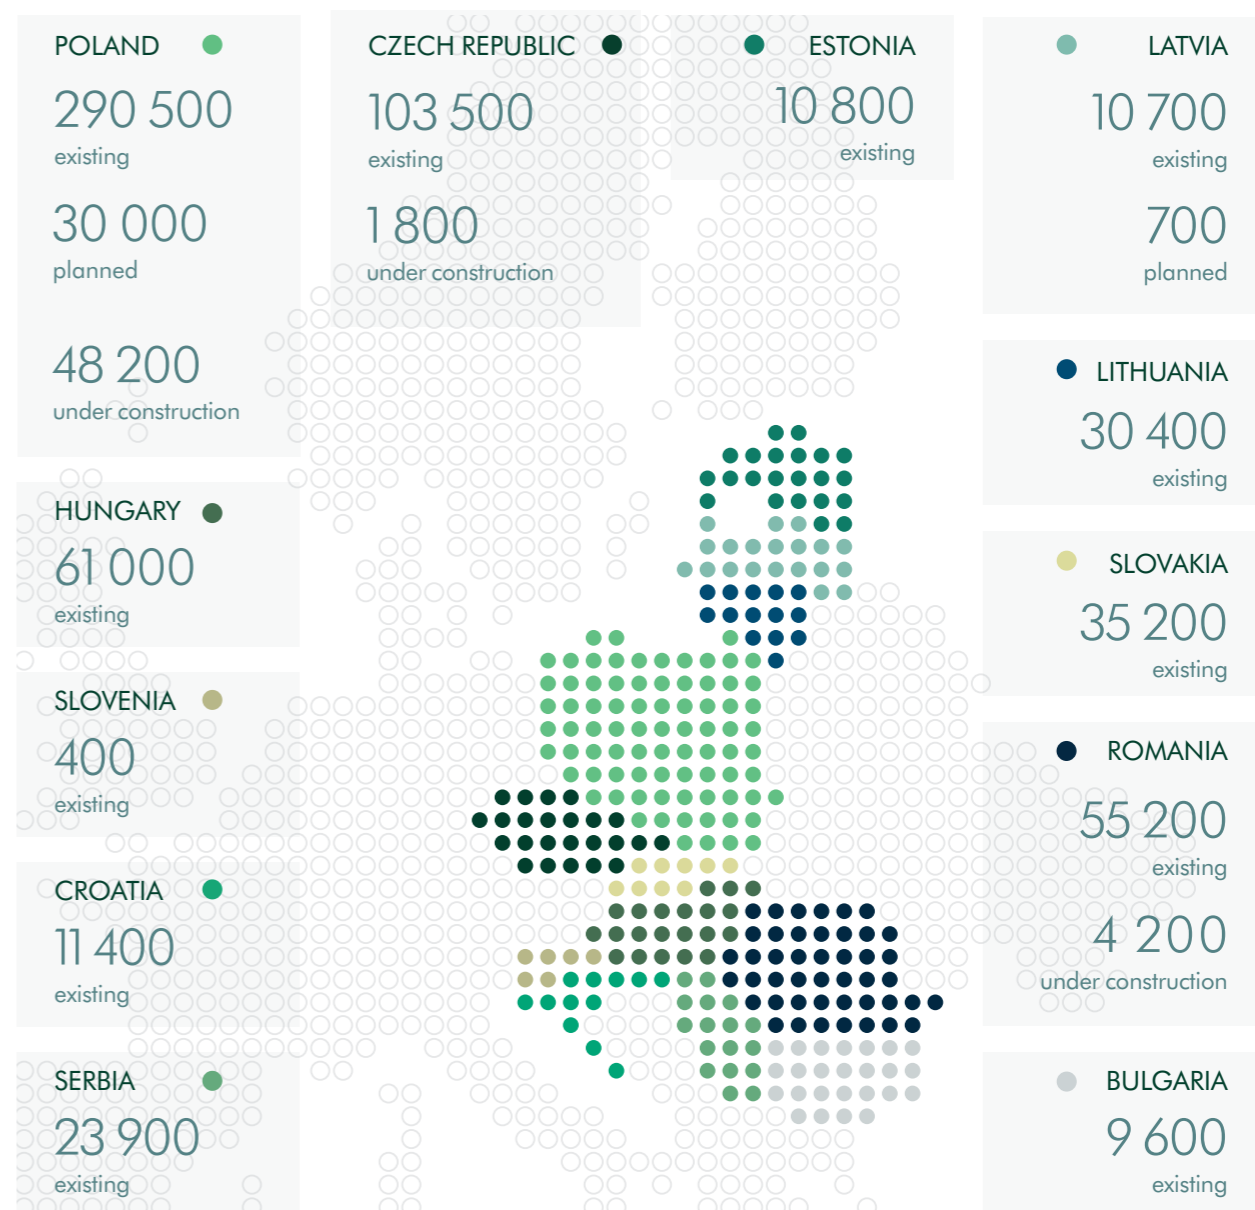 POLAND
290 500
existing
30 000
planned
48 200
under construction
CZECH REPUBLIC
103 500
existing
1 800
under construction
ESTONIA
10 800
existing
LATVIA
10 700
existing
700
planned
LITHUANIA
30 400
existing
HUNGARY
61 000
existing
SLOVAKIA
35 200
existing
SLOVENIA
400
existing
ROMANIA
55 200
existing
4 200
under construction
CROATIA
11 400
existing
SERBIA
23 900
existing
BULGARIA
9 600
existing